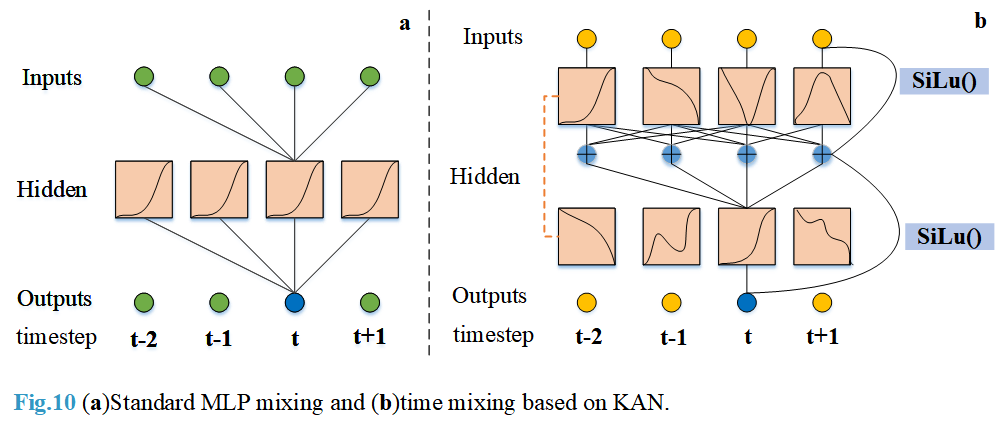 a
Inputs
Hidden
Outputs
timestep t-2 t-1 t t+1
b
Inputs
SiLu()
Hidden
SiLu()
Outputs
timestep t-2 t-1 t t+1
Fig.10 (a)Standard MLP mixing and (b)time mixing based on KAN.